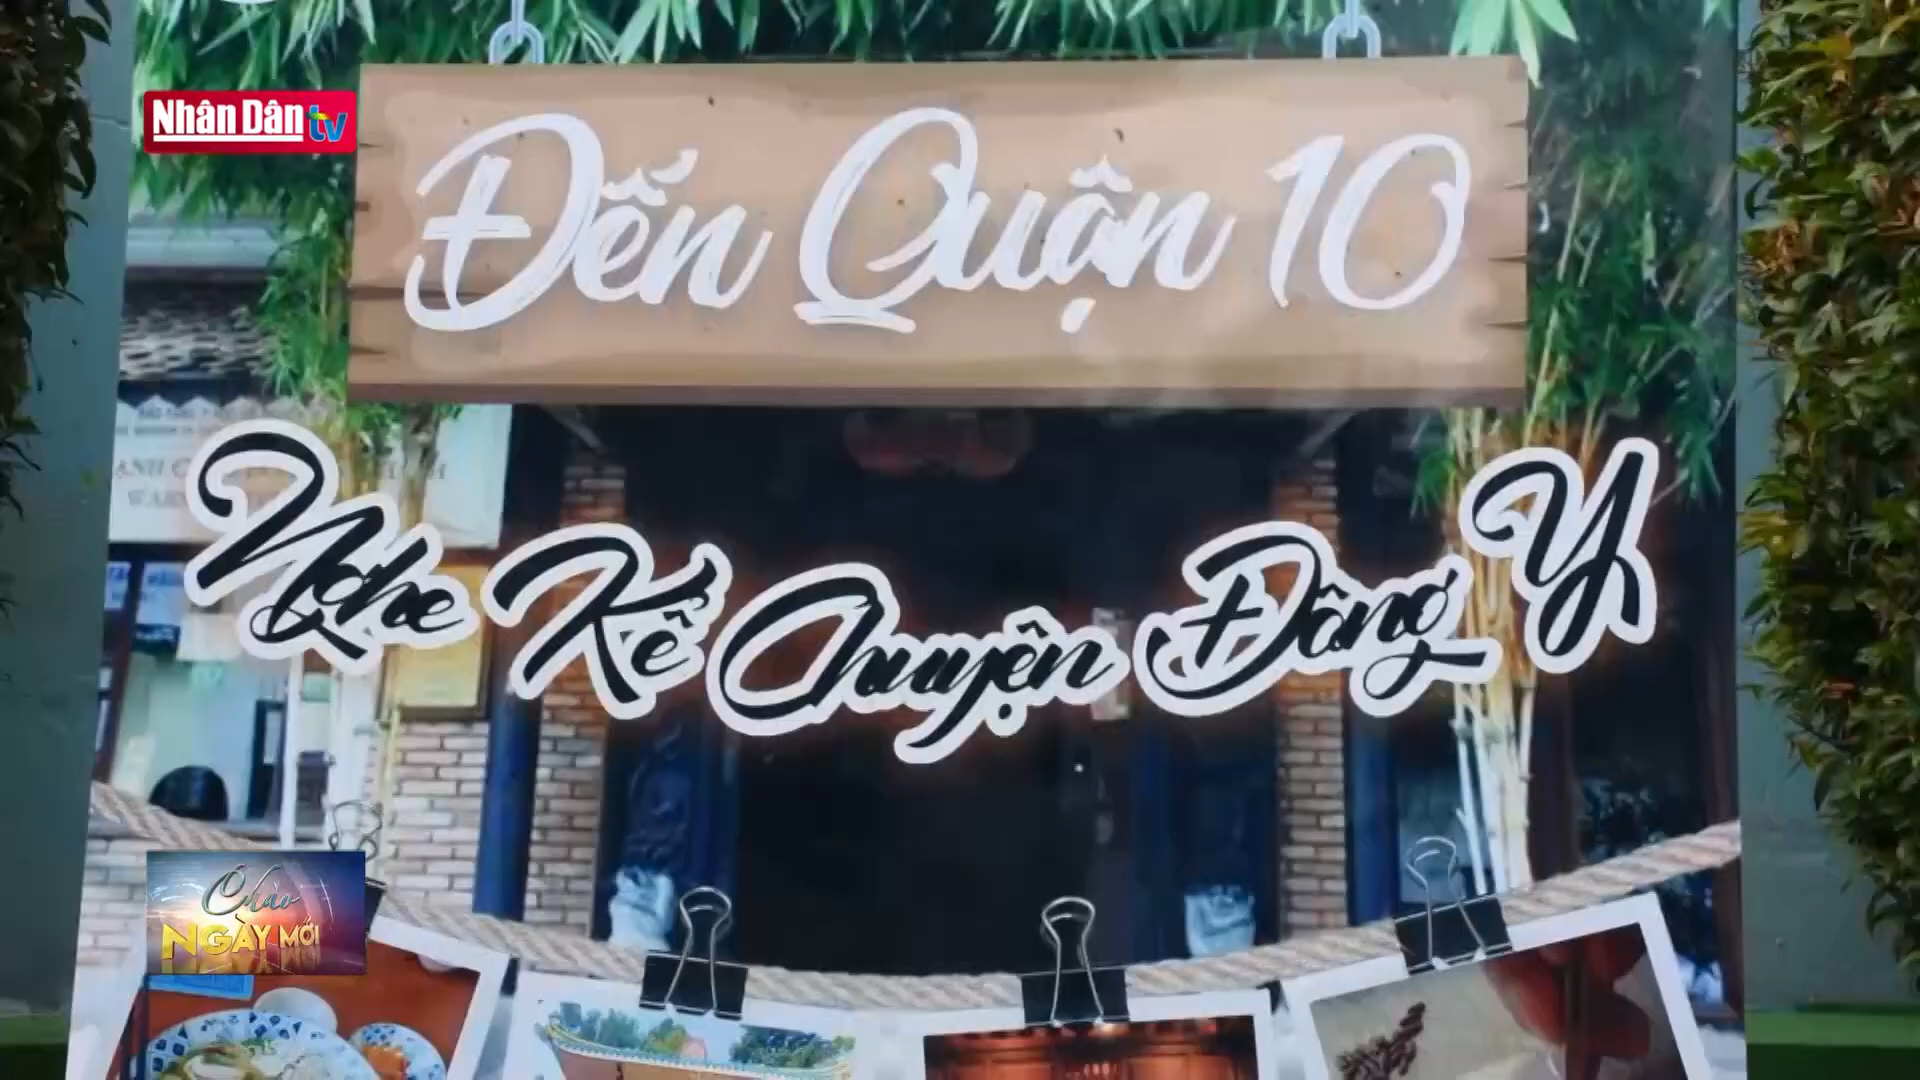 Nhân Dân tv
Đến Quận 10
Nghe Kể Chuyện Đông Y
Chào
NGÀY MỚI